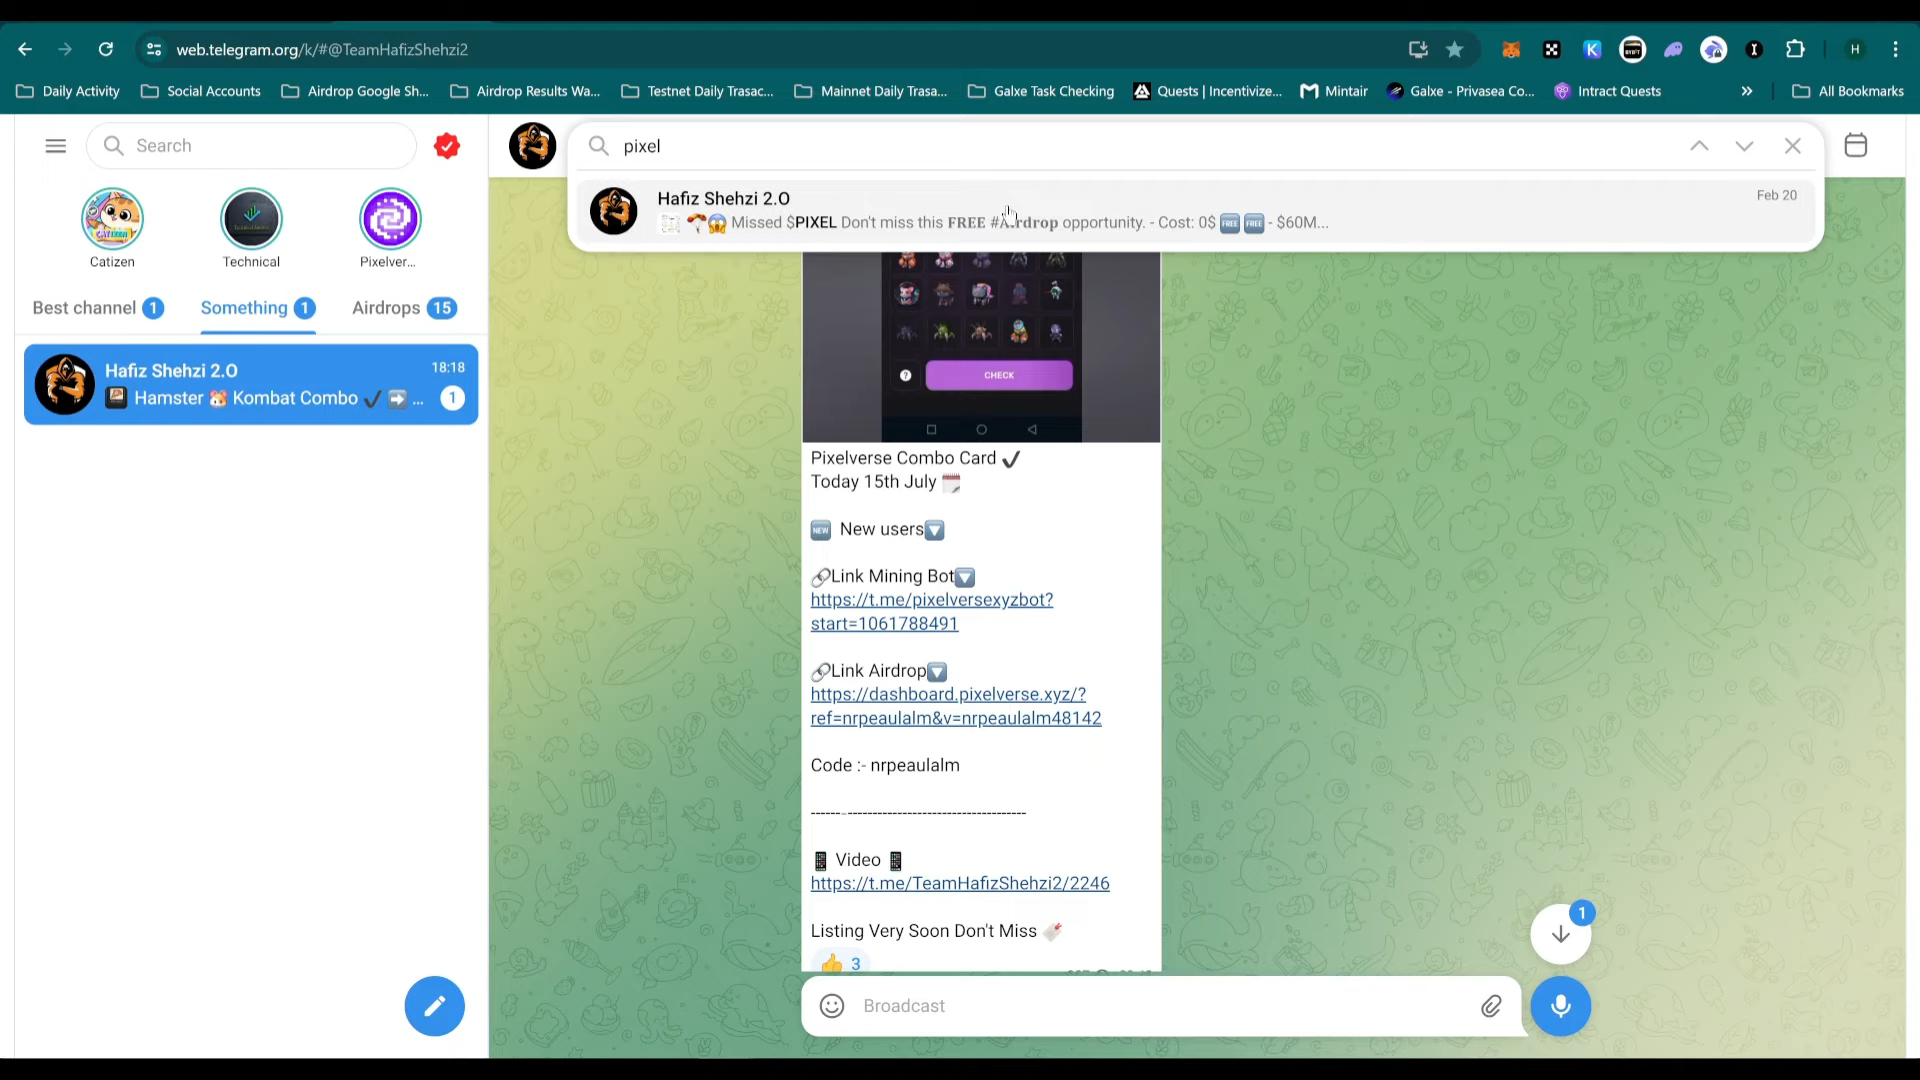 web.telegram.org/k/#@TeamHafizShehzi2
H
Daily Activity
Social Accounts
Airdrop Google Sh...
Airdrop Results Wa...
Testnet Daily Trasac...
Mainnet Daily Trasa...
Galxe Task Checking
Quests | Incentivize...
Mintair
Galxe - Privasea Co...
Intract Quests
All Bookmarks
Search
pixel
Hafiz Shehzi 2.O
Feb 20
Missed $PIXEL Don't miss this FREE #Airdrop opportunity. - Cost: 0$ 🆓 🆓 - $60M...
Catizen
Technical
Pixelver...
Best channel 1
Something 1
Airdrops 15
Hafiz Shehzi 2.O
18:18
Hamster 🐹 Kombat Combo ✔ ➡ ...
1
CHECK
Pixelverse Combo Card ✔
Today 15th July
🆕 New users🔽
🔗Link Mining Bot🔽
https://t.me/pixelversexyzbot?
start=1061788491
🔗Link Airdrop🔽
https://dashboard.pixelverse.xyz/?
ref=nrpeaulalm&v=nrpeaulalm48142
Code :- nrpeaulalm
---------------------------------------
📱 Video 📱
https://t.me/TeamHafizShehzi2/2246
Listing Very Soon Don't Miss
👍 3
1
Broadcast